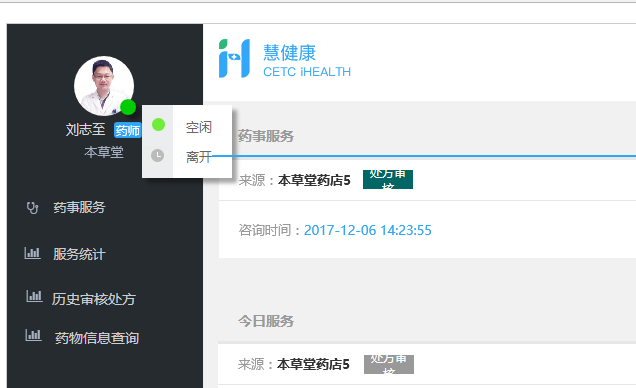 慧健康
CETC iHEALTH
刘志至 药师
本草堂
空闲
离开
药事服务
服务统计
历史审核处方
药物信息查询
药事服务
来源：本草堂药店5 处方审
核
咨询时间：2017-12-06 14:23:55
今日服务
来源：本草堂药店5 处方审
核